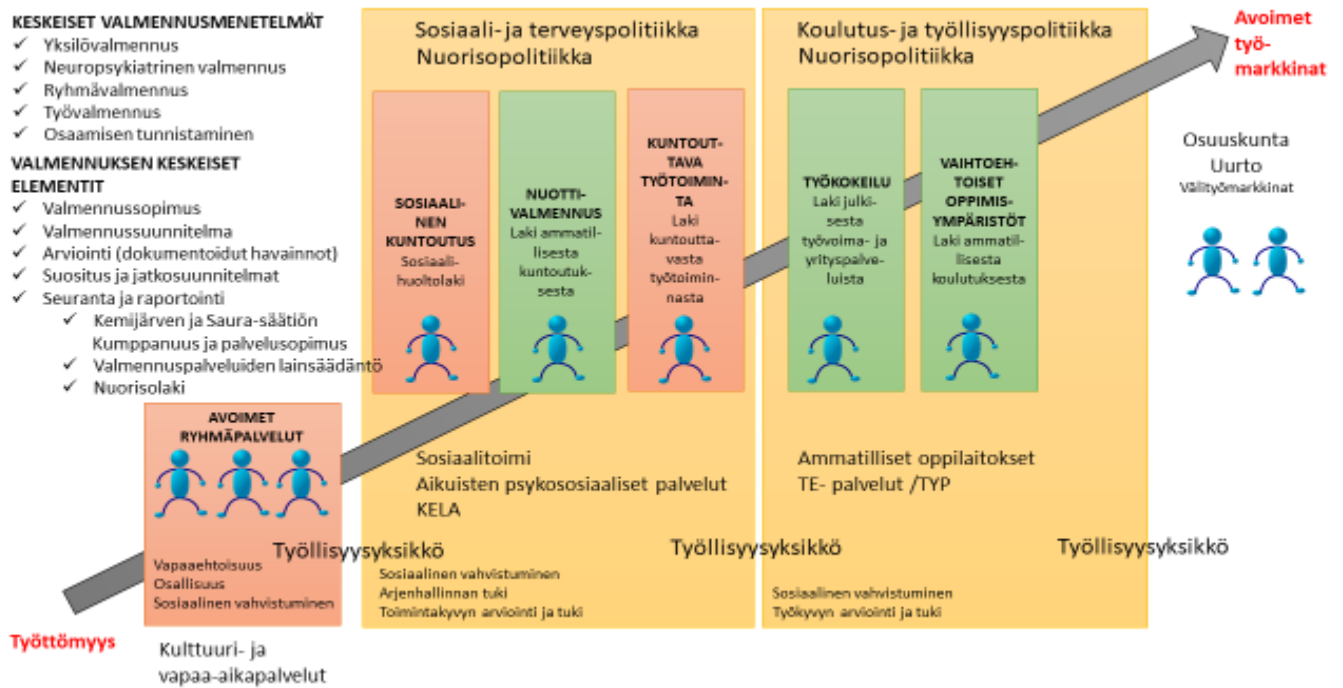 KESKEISET VALMENNUSMENETELMÄT
✓ Yksilövalmennus
✓ Neuropsykiatrinen valmennus
✓ Ryhmävalmennus
✓ Työvalmennus
✓ Osaamisen tunnistaminen
VALMENNUKSEN KESKEISET
ELEMENTIT
✓ Valmennussopimus
✓ Valmennussuunnitelma
✓ Arviointi (dokumentoidut havainnot)
✓ Suositus ja jatkosuunnitelmat
✓ Seuranta ja raportointi
✓ Kemijärven ja Saura-säätiön
Kumppanuus ja palvelusopimus
✓ Valmennuspalveluiden lainsäädäntö
✓ Nuorisolaki
AVOIMET
RYHMÄPALVELUT
Vapaaehtoisuus
Osallisuus
Sosiaalinen vahvistuminen
Työttömyys
Kulttuuri- ja
vapaa-aikapalvelut
Sosiaali- ja terveyspolitiikka
Nuorisopolitiikka
SOSIAALI-
NEN
KUNTOUTUS
Sosiaali-
huoltolaki
NUOTTI-
VALMENNUS
Laki ammatil-
lisesta
kuntoutuk-
sesta
KUNTOUT-
TAVA
TYÖTOIMIN-
TA
Laki
kuntoutta-
vasta
työtoimin-
nasta
Sosiaalitoimi
Aikuisten psykososiaaliset palvelut
KELA
Työllisyysyksikkö
Sosiaalinen vahvistuminen
Arjenhallinnan tuki
Toimintakyvyn arviointi ja tuki
Koulutus- ja työllisyyspolitiikka
Nuorisopolitiikka
TYÖKOKEILU
Laki julki-
sesta
työvoima- ja
yrityspalve-
luista
VAIHTOEH-
TOISET
OPPIMIS-
YMPÄRISTÖT
Laki ammatil-
lisesta
koulutuksesta
Ammatilliset oppilaitokset
TE- palvelut /TYP
Työllisyysyksikkö
Sosiaalinen vahvistuminen
Työkyvyn arviointi ja tuki
Avoimet
työ-
markkinat
Osuuskunta
Uurto
Välityömarkkinat
Työllisyysyksikkö